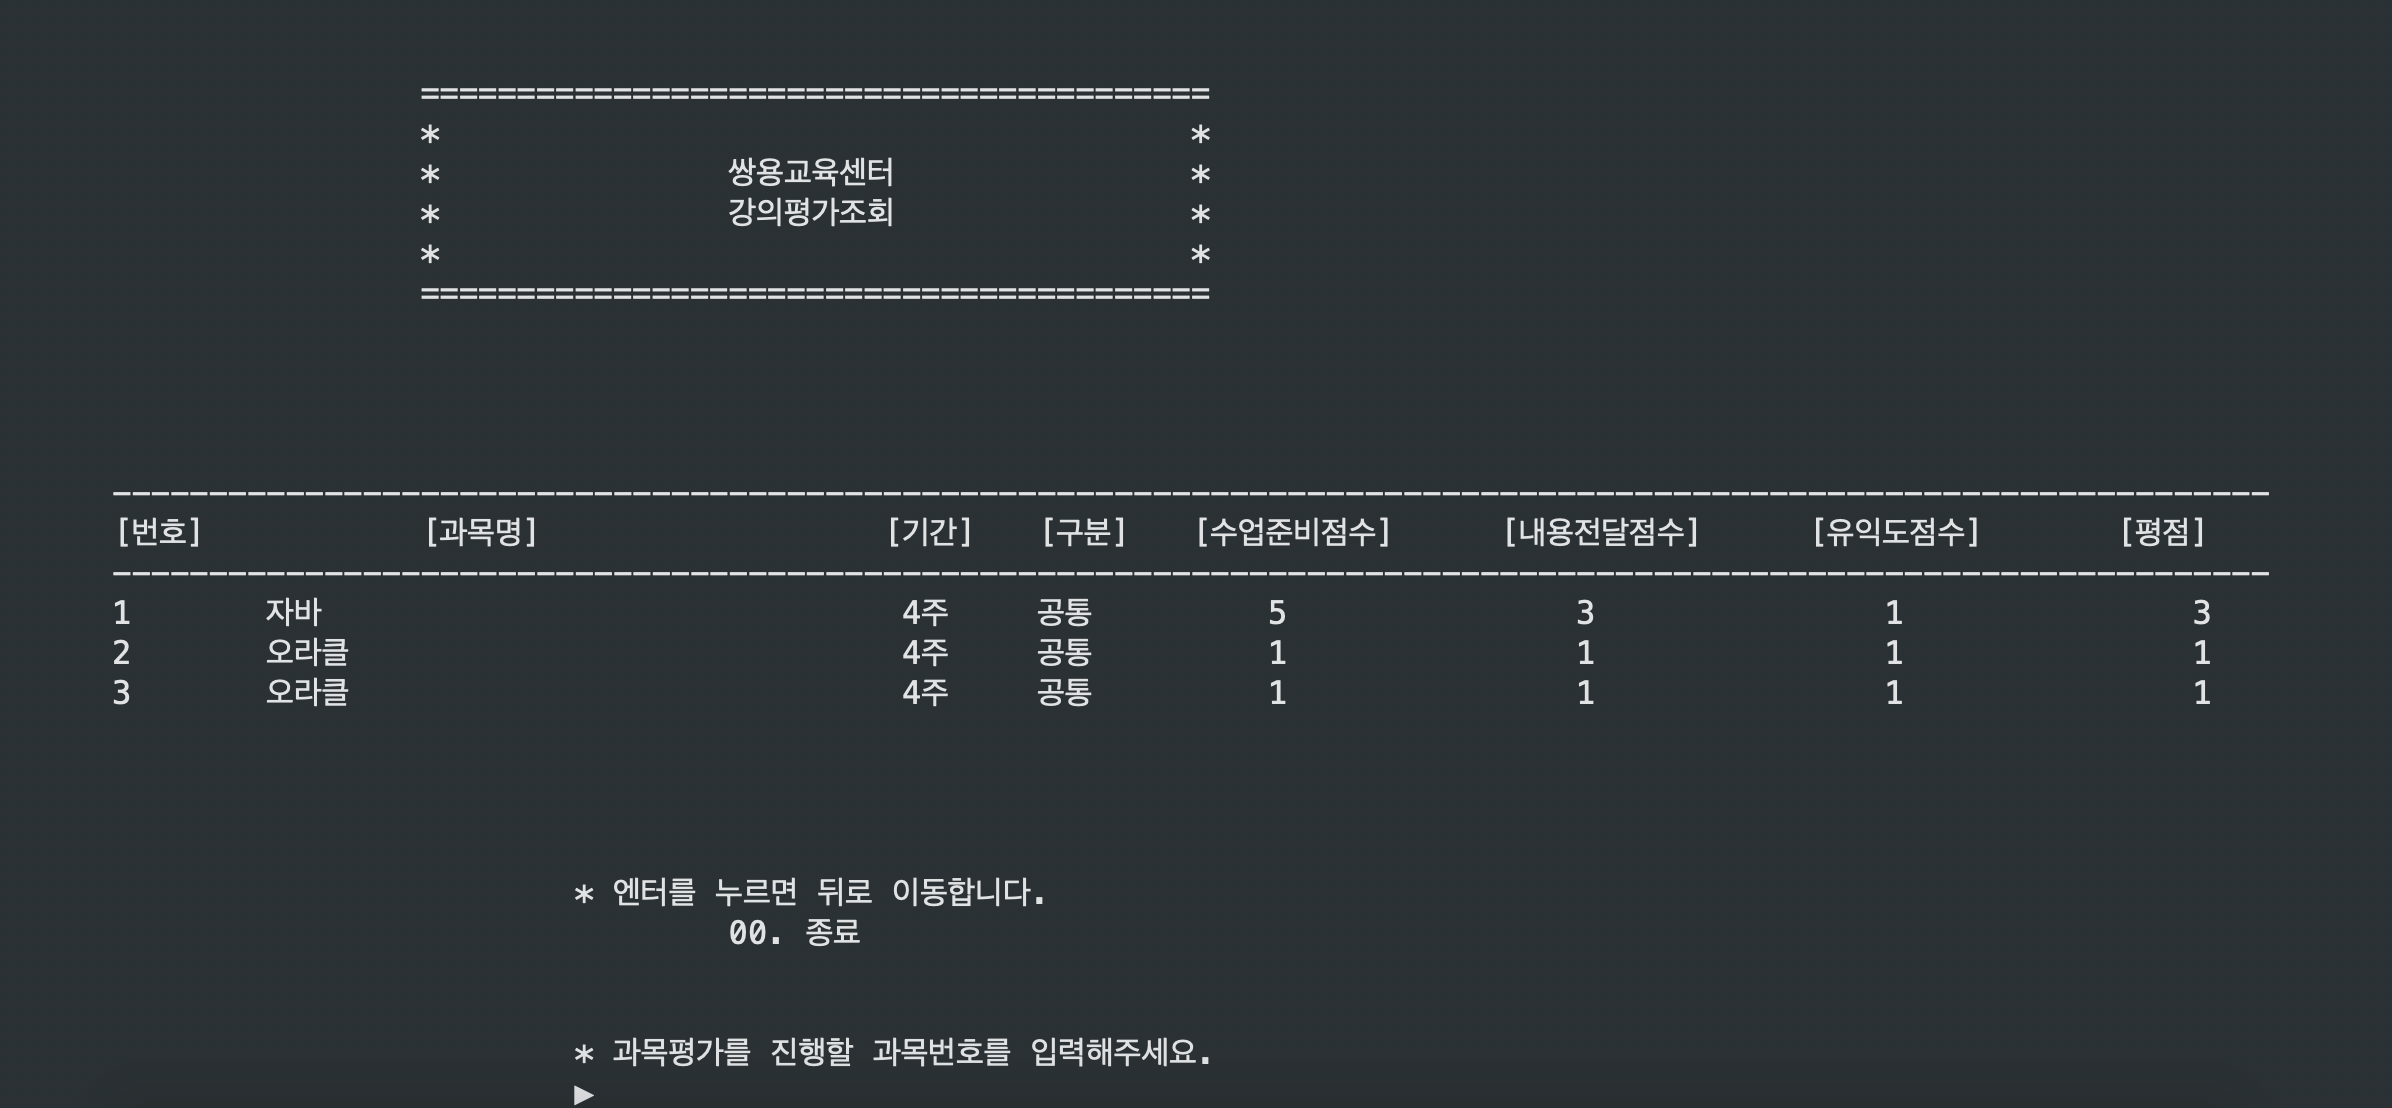 =========================================
* *
* 쌍용교육센터 *
* 강의평가조회 *
* *
=========================================
----------------------------------------------------------------------------------------------------------------
[번호] [과목명] [기간] [구분] [수업준비점수] [내용전달점수] [유익도점수] [평점]
----------------------------------------------------------------------------------------------------------------
1 자바 4주 공통 5 3 1 3
2 오라클 4주 공통 1 1 1 1
3 오라클 4주 공통 1 1 1 1
* 엔터를 누르면 뒤로 이동합니다.
00. 종료
* 과목평가를 진행할 과목번호를 입력해주세요.
▶